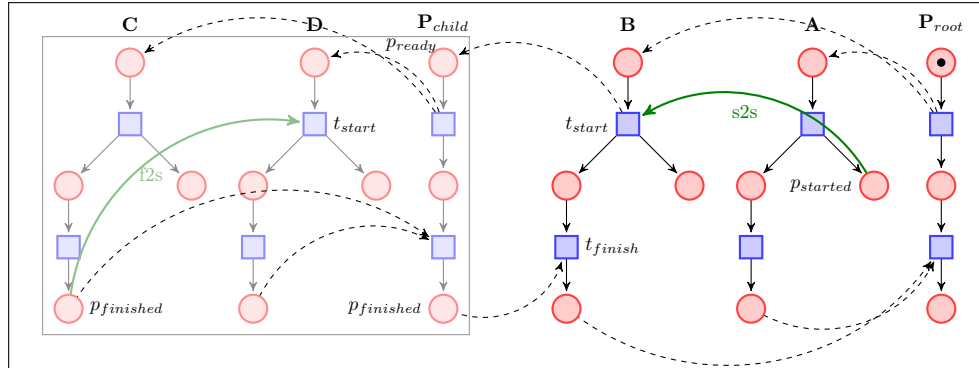 C D P_child B A P_root
p_ready
s2s
t_start t_start
f2s
p_started
t_finish
p_finished p_finished